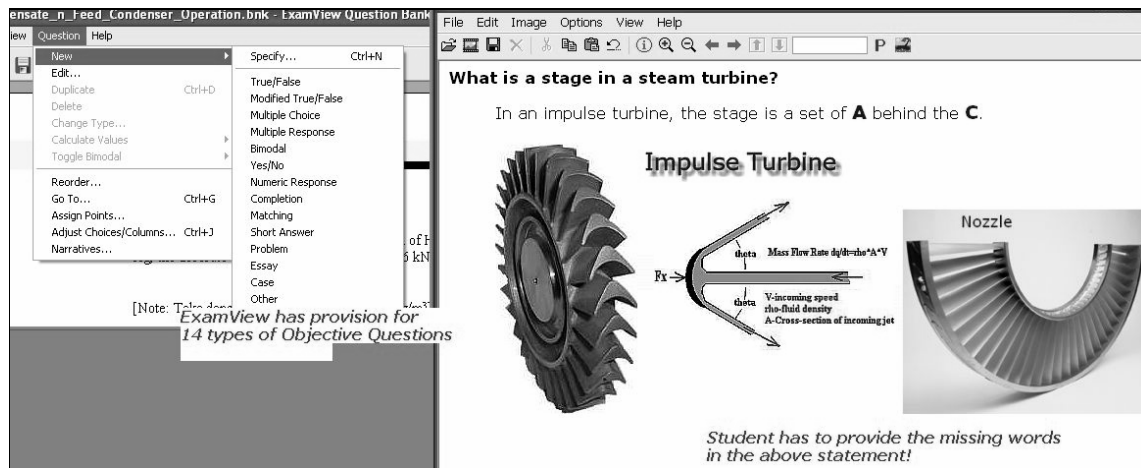 ensate_n_Feed_Condenser_Operation.bnk - ExamView Question Bank
iew Question Help
New
Edit...
Duplicate Ctrl+D
Delete
Change Type...
Calculate Values
Toggle Bimodal
Reorder...
Go To... Ctrl+G
Assign Points...
Adjust Choices/Columns... Ctrl+J
Narratives...
Specify... Ctrl+N
True/False
Modified True/False
Multiple Choice
Multiple Response
Bimodal
Yes/No
Numeric Response
Completion
Matching
Short Answer
Problem
Essay
Case
Other
of H
6 kN
[Note: Take dens
ExamView has provision for
14 types of Objective Questions
File Edit Image Options View Help
P
What is a stage in a steam turbine?
In an impulse turbine, the stage is a set of A behind the C.
Impulse Turbine
theta
Mass Flow Rate dq/dt=rho*A*V
Fx
theta
V-incoming speed
rho-fluid density
A-Cross-section of incoming jet
Nozzle
Student has to provide the missing words
in the above statement!